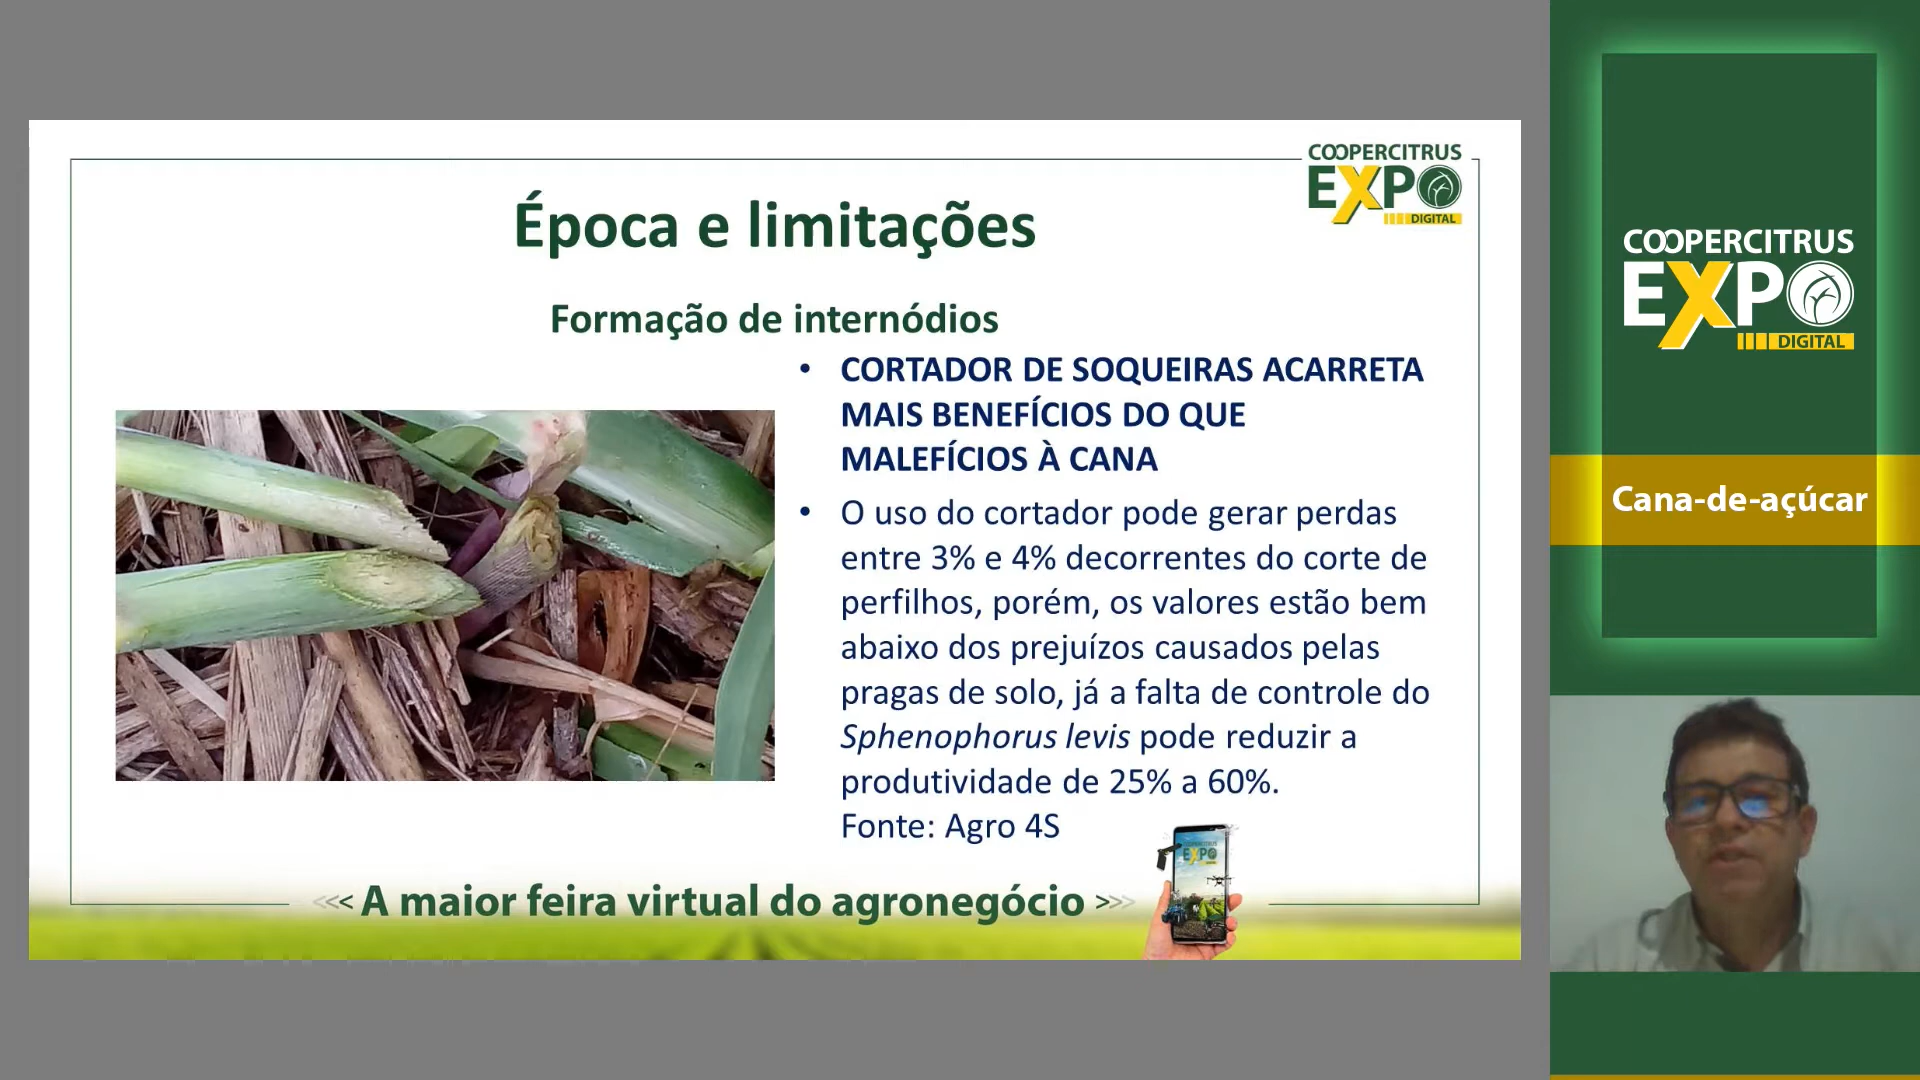 COOPERCITRUS
EXPO
DIGITAL
Época e limitações
Formação de internódios
• CORTADOR DE SOQUEIRAS ACARRETA
MAIS BENEFÍCIOS DO QUE
MALEFÍCIOS À CANA
• O uso do cortador pode gerar perdas
entre 3% e 4% decorrentes do corte de
perfilhos, porém, os valores estão bem
abaixo dos prejuízos causados pelas
pragas de solo, já a falta de controle do
Sphenophorus levis pode reduzir a
produtividade de 25% a 60%.
Fonte: Agro 4S
<<< A maior feira virtual do agronegócio >>>
COOPERCITRUS
EXPO
COOPERCITRUS
EXPO
DIGITAL
Cana-de-açúcar